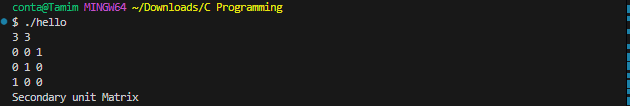 conta@Tamim MINGW64 ~/Downloads/C Programming
$ ./hello
3 3
0 0 1
0 1 0
1 0 0
Secondary unit Matrix